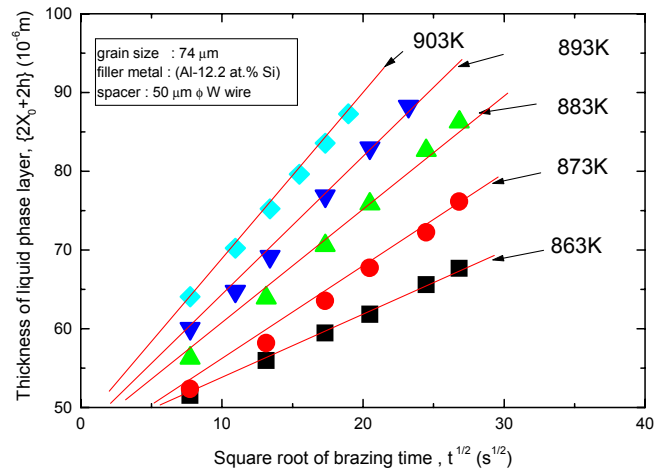 100
90
80
70
60
50
0
10
20
30
40
Thickness of liquid phase layer, {2X₀+2h} (10⁻⁶m)
Square root of brazing time , t^1/2 (s^1/2)
grain size : 74 μm
filler metal : (Al-12.2 at.% Si)
spacer : 50 μm ϕ W wire
903K
893K
883K
873K
863K